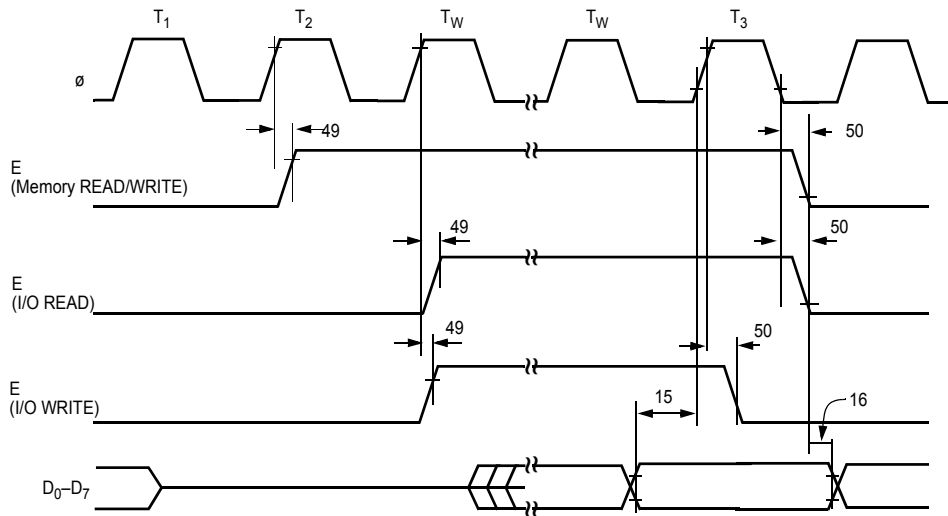 T1 T2 TW TW T3
ø
49 50
E
(Memory READ/WRITE)
49 50
E
(I/O READ)
49 50
E
(I/O WRITE)
15 16
D0–D7